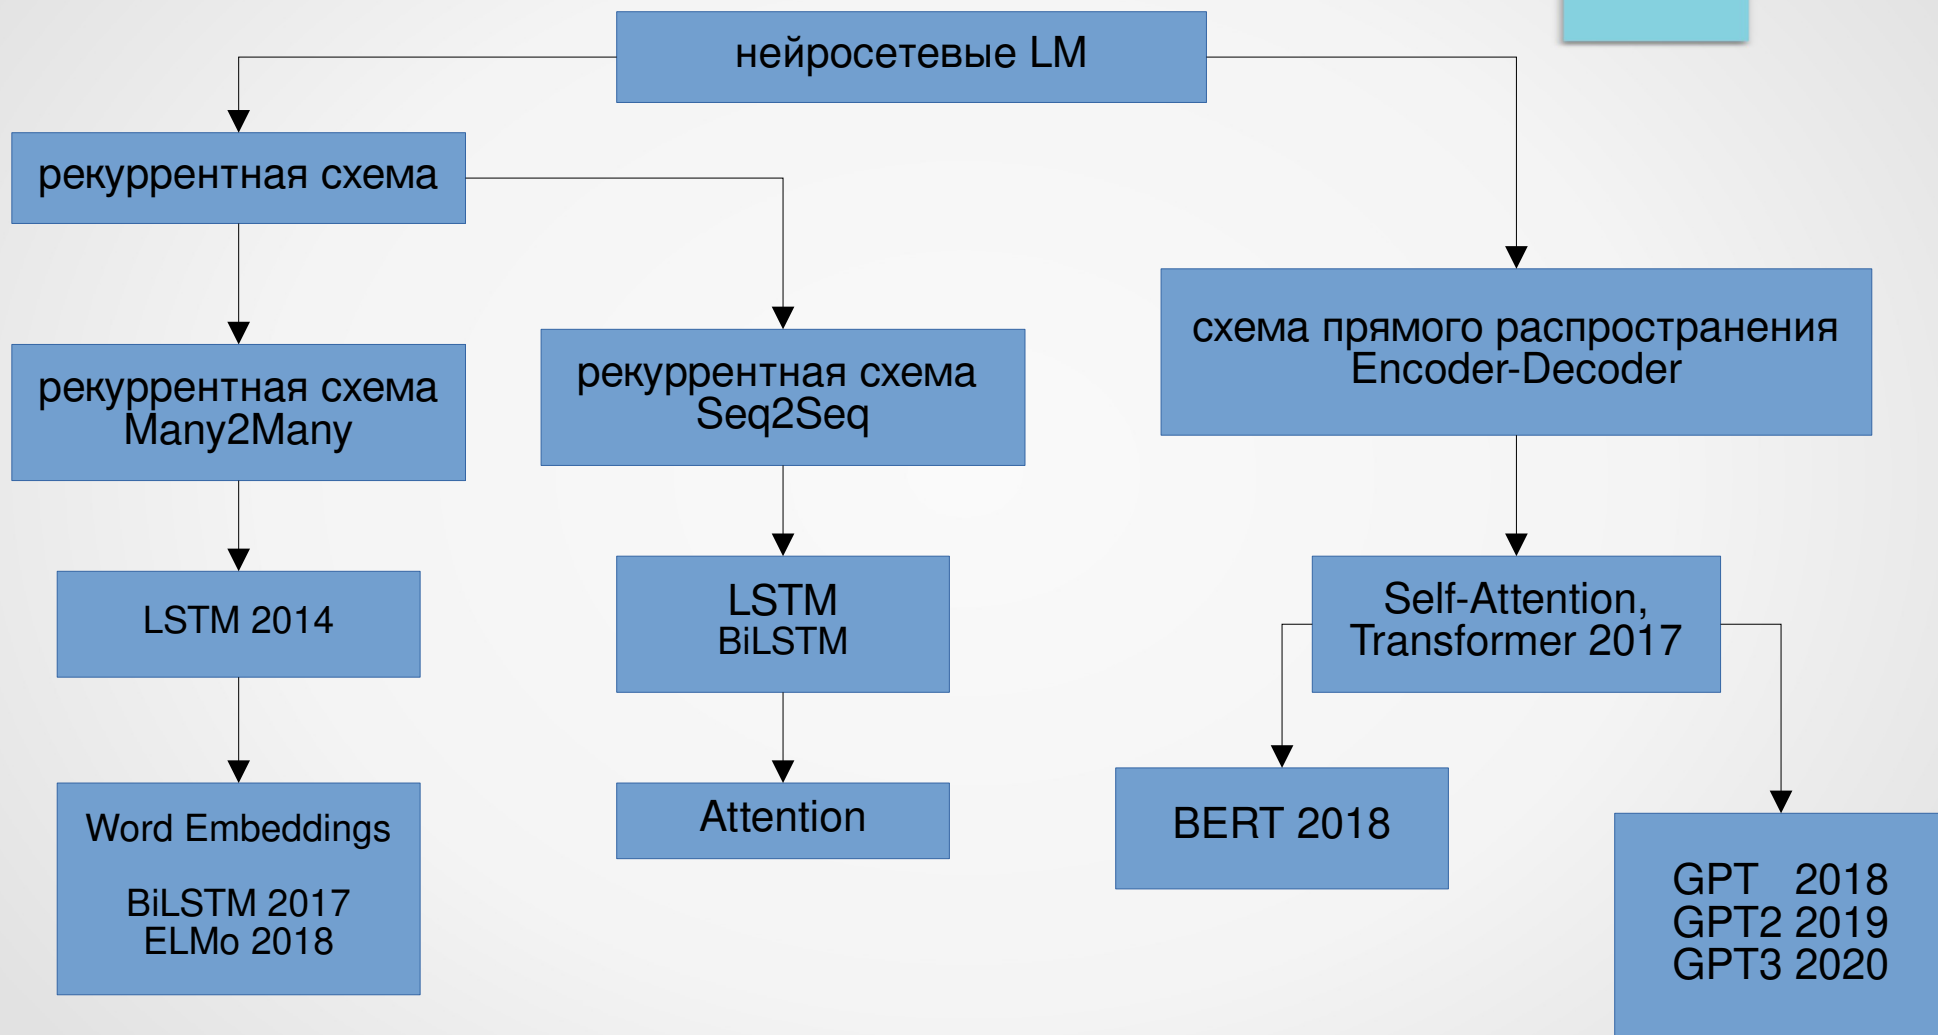 нейросетевые LM
рекуррентная схема
рекуррентная схема
Many2Many
рекуррентная схема
Seq2Seq
схема прямого распространения
Encoder-Decoder
LSTM 2014
LSTM
BiLSTM
Self-Attention,
Transformer 2017
Word Embeddings
BiLSTM 2017
ELMo 2018
Attention
BERT 2018
GPT 2018
GPT2 2019
GPT3 2020